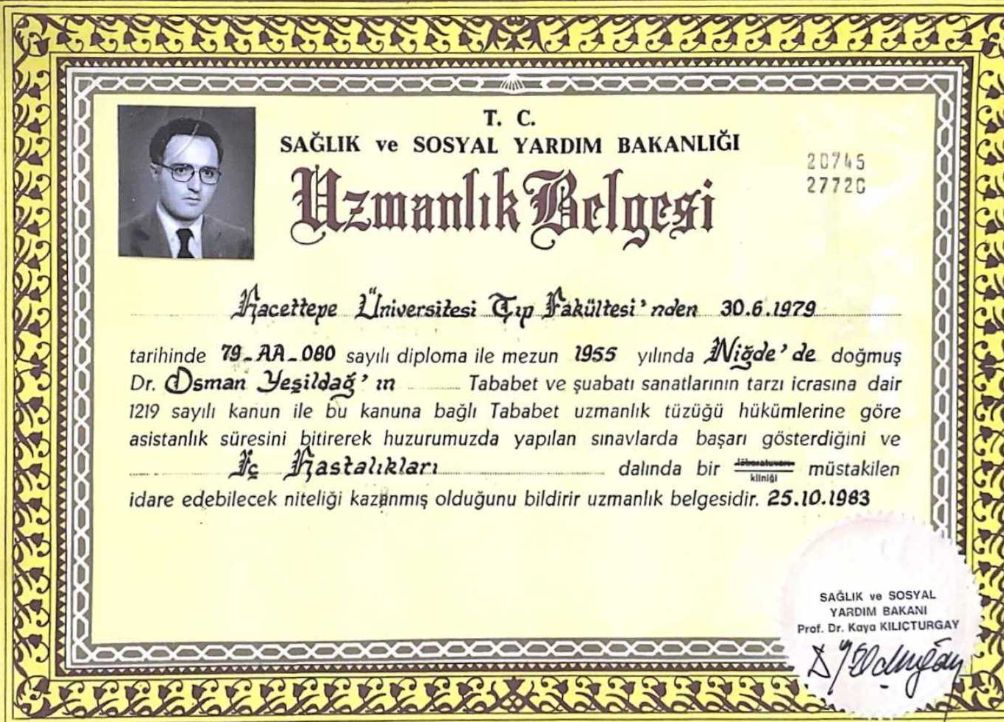 T. C.
SAĞLIK ve SOSYAL YARDIM BAKANLIĞI
Uzmanlık Belgesi
20745
27720
Hacettepe Üniversitesi Tıp Fakültesi'nden 30.6.1979
tarihinde 79-AA-080 sayılı diploma ile mezun 1955 yılında Niğde'de doğmuş
Dr. Osman Yeşildağ'ın Tababet ve şuabatı sanatlarının tarzı icrasına dair
1219 sayılı kanun ile bu kanuna bağlı Tababet uzmanlık tüzüğü hükümlerine göre
asistanlık süresini bitirerek huzurumuzda yapılan sınavlarda başarı gösterdiğini ve
İç Hastalıkları dalında bir laboratuvarı kliniği müstakilen
idare edebilecek niteliği kazanmış olduğunu bildirir uzmanlık belgesidir. 25.10.1983
SAĞLIK ve SOSYAL
YARDIM BAKANI
Prof. Dr. Kaya KILIÇTURGAY